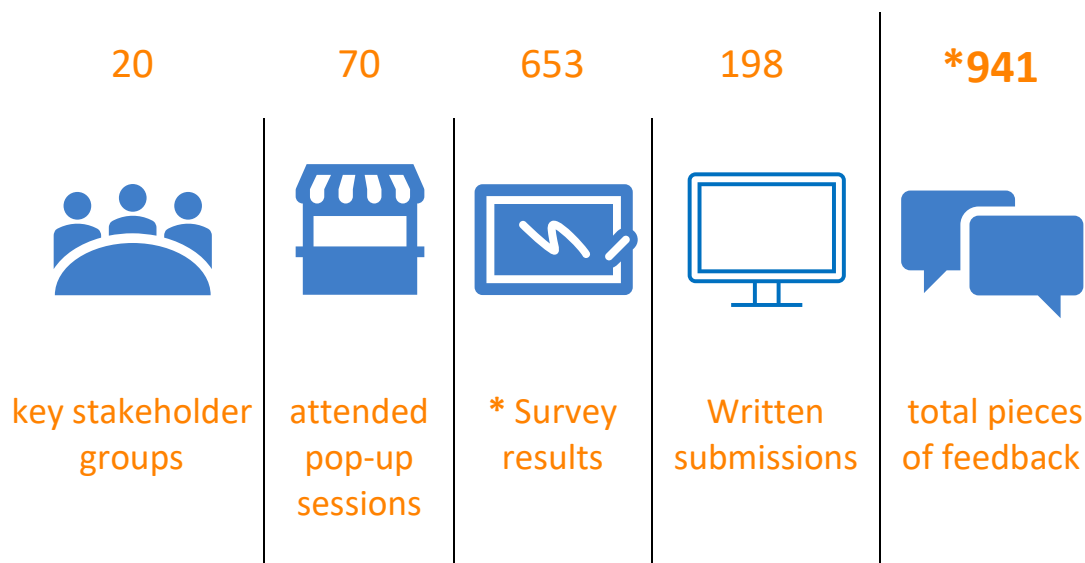 20
70
653
198
*941
key stakeholder
groups
attended
pop-up
sessions
* Survey
results
Written
submissions
total pieces
of feedback